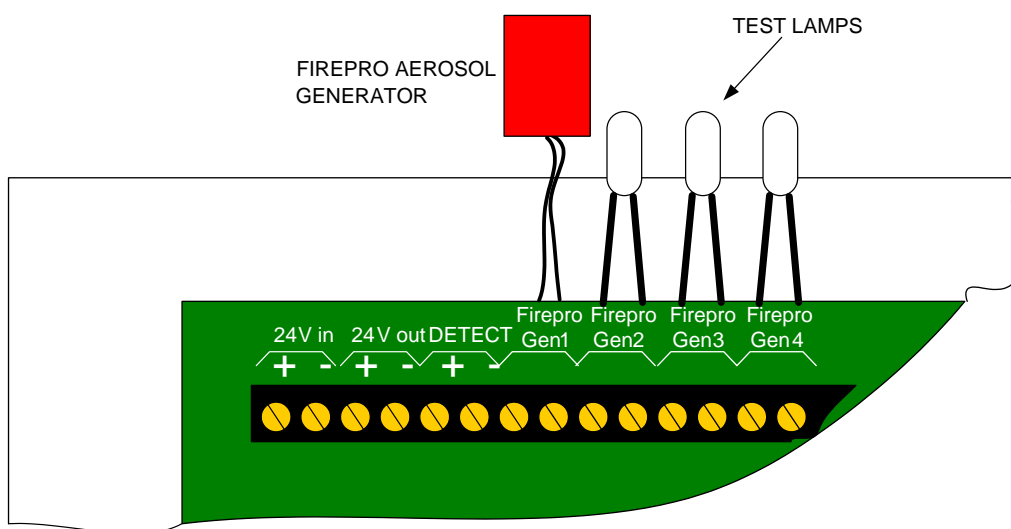 TEST LAMPS
FIREPRO AEROSOL
GENERATOR
24V in
24V out
DETECT
Firepro
Gen1
Firepro
Gen2
Firepro
Gen3
Firepro
Gen4
+ -
+ -
+ -